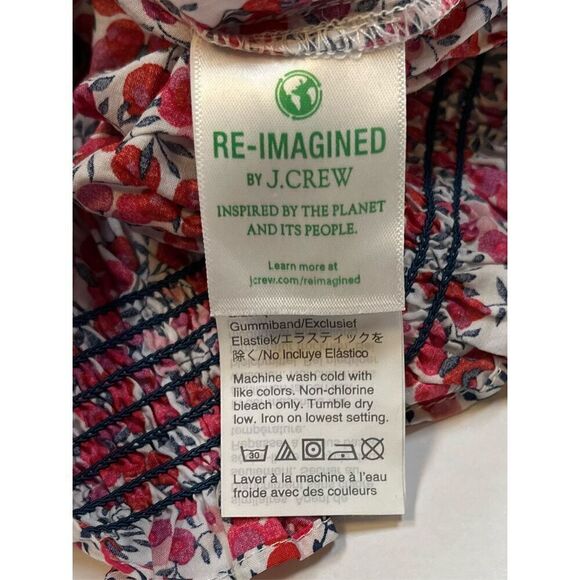 RE-IMAGINED
BY J.CREW
INSPIRED BY THE PLANET
AND ITS PEOPLE.
Learn more at
jcrew.com/reimagined
Gummiband/Exclusief
Elastiek/エラスティックを
除く/No Incluye Elástico
Machine wash cold with
like colors. Non-chlorine
bleach only. Tumble dry
low. Iron on lowest setting.
30
Laver à la machine à l'eau
froide avec des couleurs